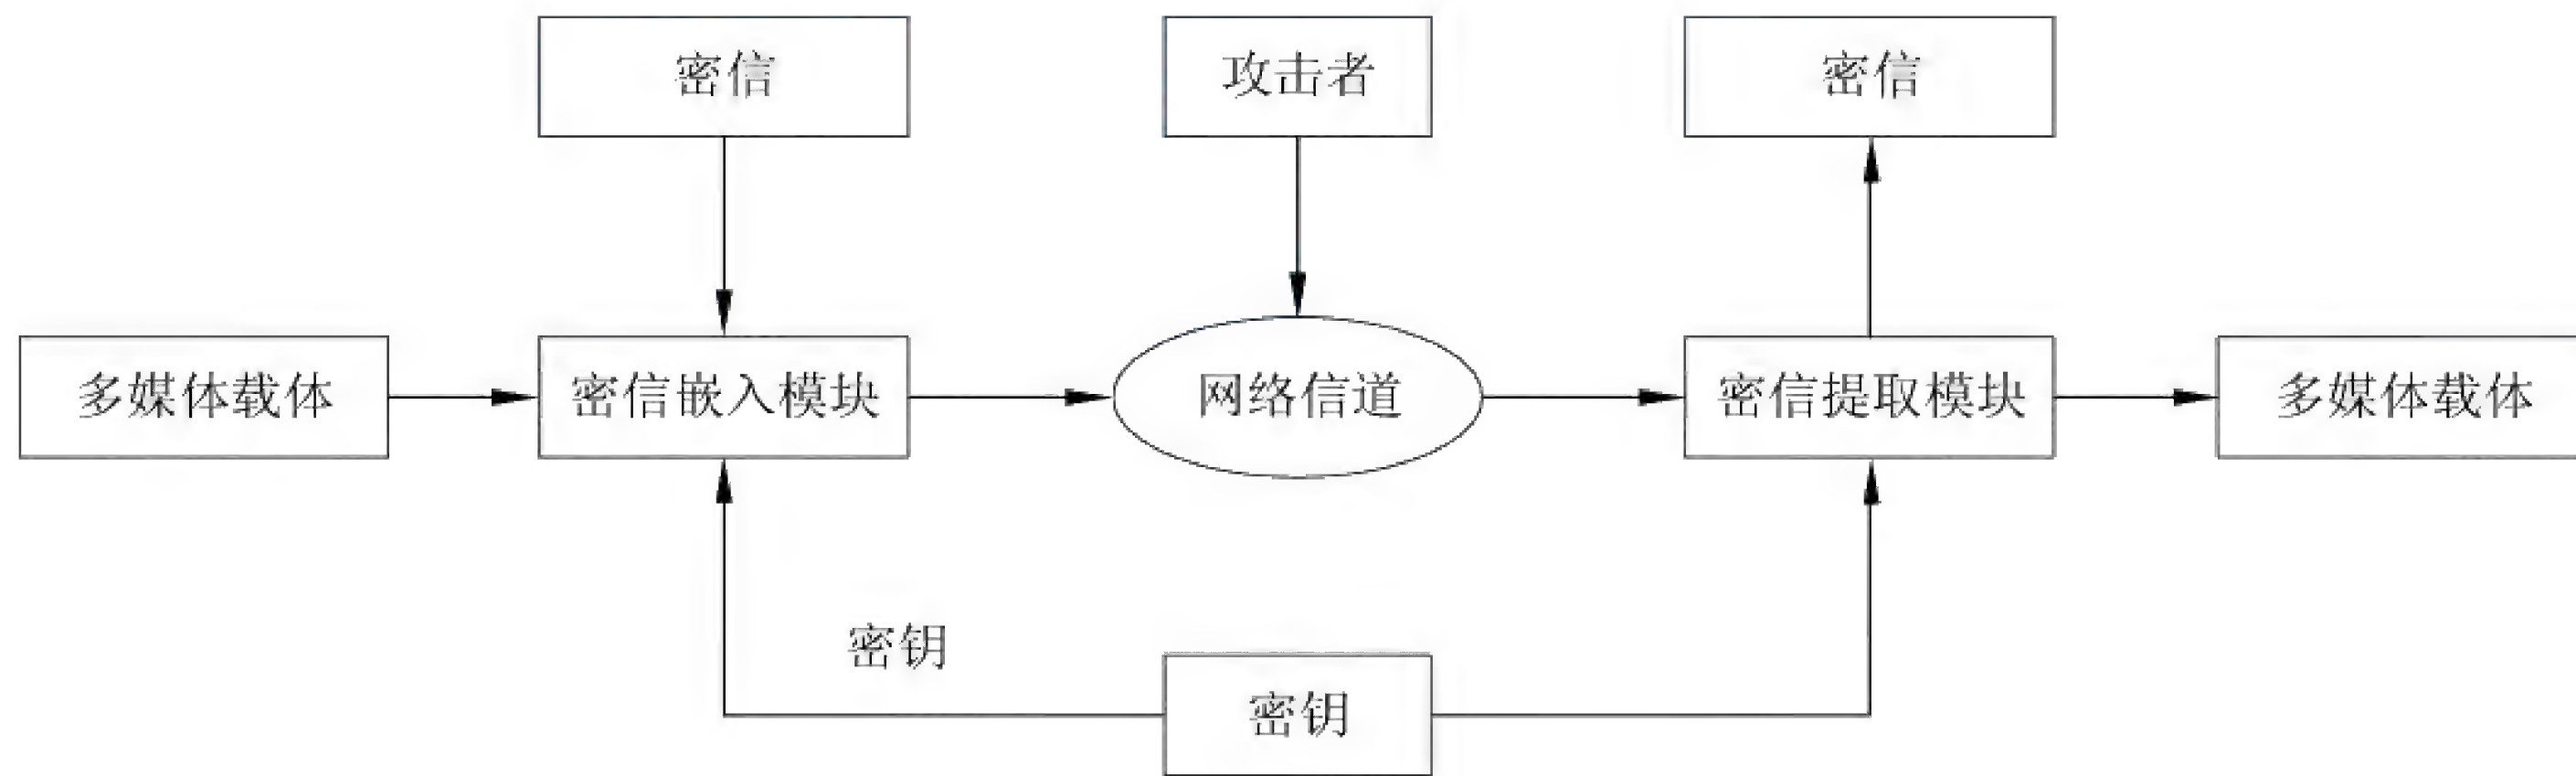 密信
攻击者
密信
多媒体载体
密信嵌入模块
网络信道
密信提取模块
多媒体载体
密钥
密钥